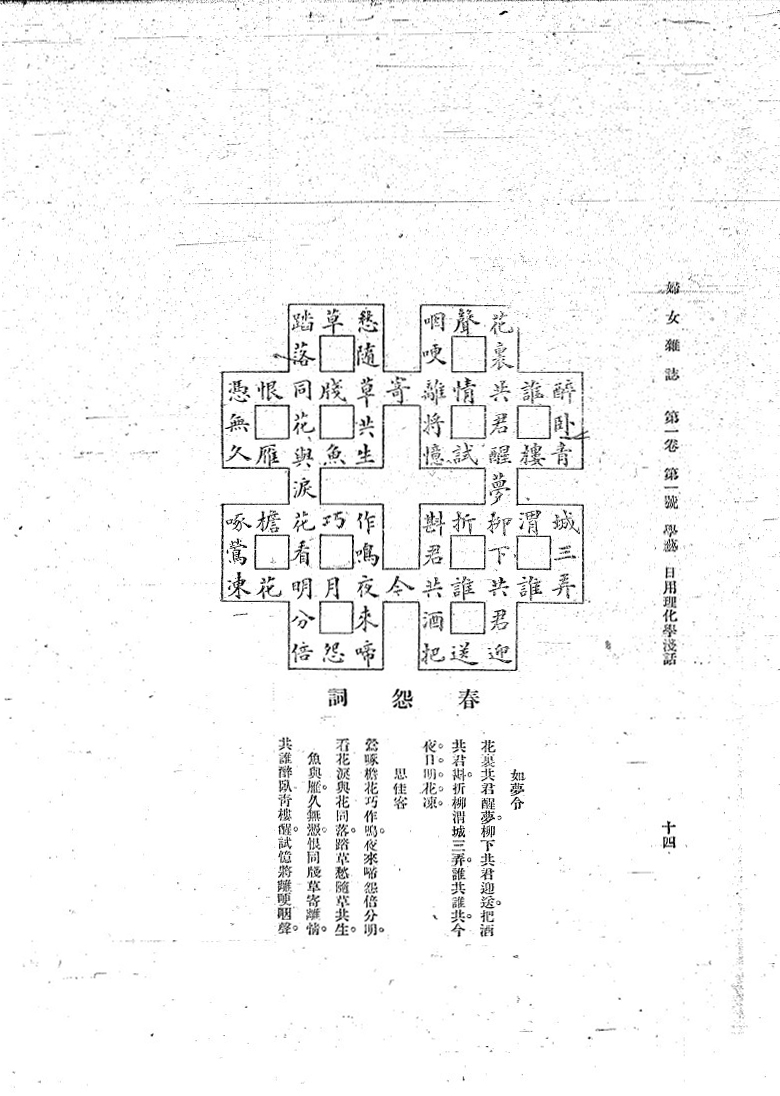 婦女雜誌 第一卷 第一號 學藝 日用理化學淺話
十四
醉卧青
城三弄
誰樓
渭誰
花裏共君醒夢柳下共君迎
聲情試
折誰送
咽哽離將憶
斟君共酒把
寄
今
愁隨草共生
作鳴夜來啼
草牋魚
巧月怨
踏落同花與淚花看明分倍
恨雁
檐花
憑無久
啄鶯凍
春怨詞
如夢令
花裏共君醒夢。柳下共君迎送。把酒
共君斟。折柳渭城三弄。誰共誰共。今
夜月明花凍。
思佳客
鶯啄檐花巧作鳴。夜來啼怨倍分明。
看花淚與花同落。踏草愁隨草共生。
魚與雁。久無憑。恨同牋草寄離情。
共誰醉臥青樓醒。試憶將離哽咽聲。